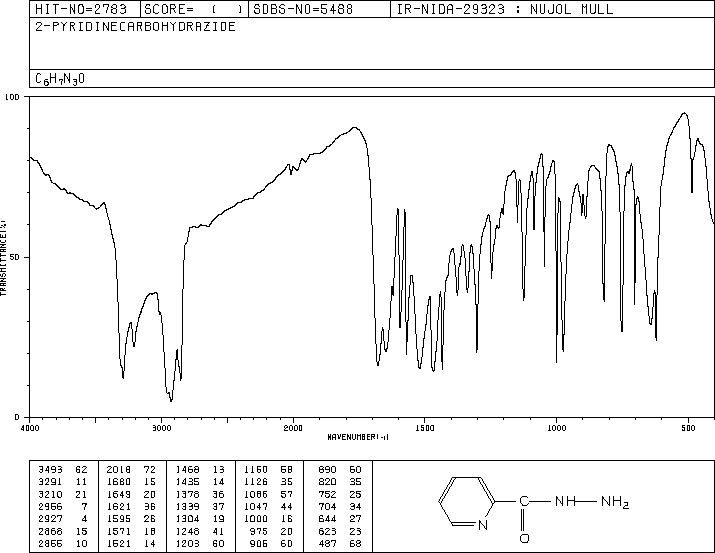 HIT-NO=2783 SCORE= ( ) SDBS-NO=5488 IR-NIDA-29323 : NUJOL MULL
2-PYRIDINECARBOHYDRAZIDE
C6H7N3O
100
50
0
TRANSMITTANCE(%)
4000 3000 2000 1500 1000 500
WAVENUMBER(-1)
3493 62 2018 72 1468 13 1150 58 890 60
3291 11 1680 15 1435 14 1126 35 820 35
3210 21 1649 20 1378 36 1086 57 752 25
2956 7 1621 36 1339 37 1047 44 704 34
2927 4 1595 26 1304 19 1000 16 644 27
2868 15 1571 18 1248 41 975 20 623 23
2855 10 1521 14 1203 60 906 60 487 68
N C O NH NH2